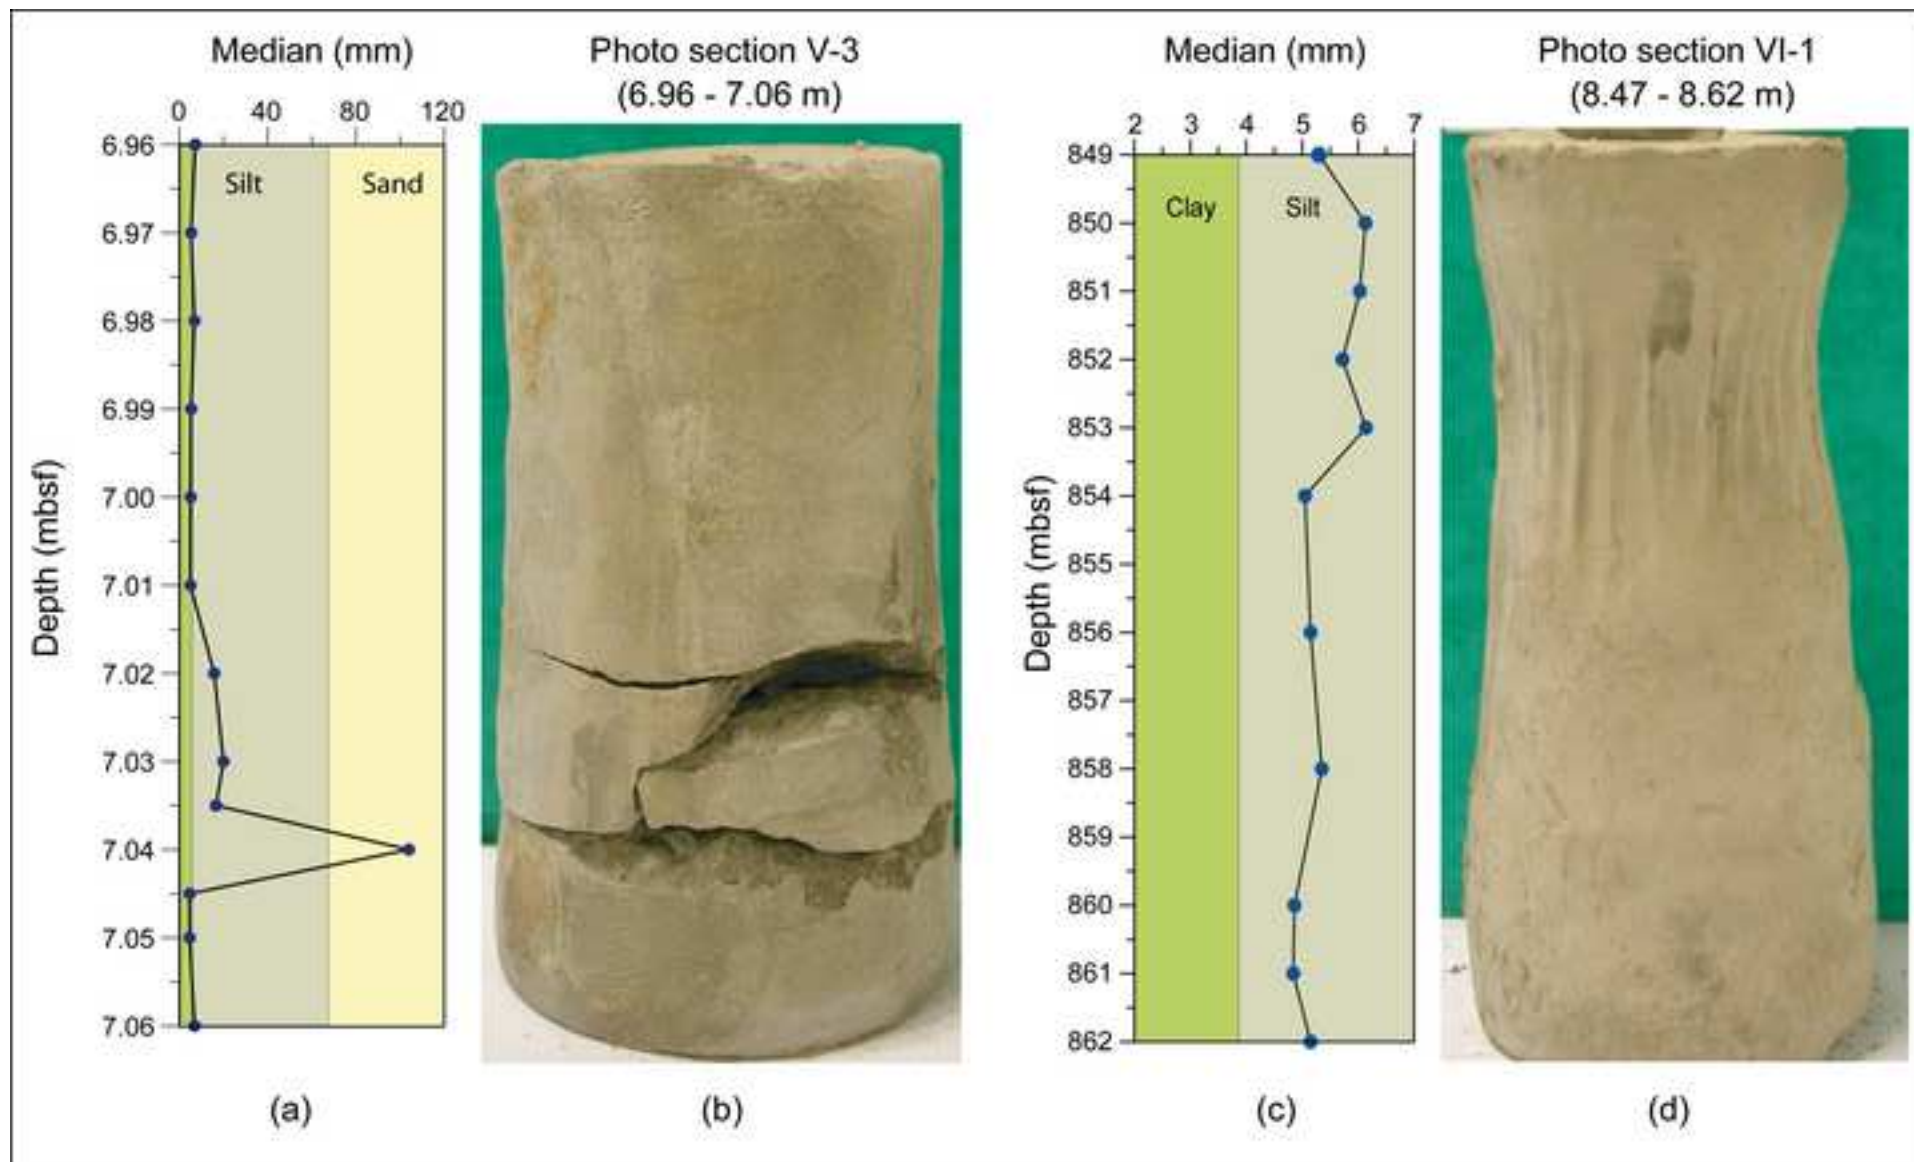 Median (mm)
0 40 80 120
6.96
6.97
6.98
6.99
7.00
7.01
7.02
7.03
7.04
7.05
7.06
Depth (mbsf)
Silt
Sand
(a)
Photo section V-3
(6.96 - 7.06 m)
(b)
Median (mm)
2 3 4 5 6 7
849
850
851
852
853
854
855
856
857
858
859
860
861
862
Depth (mbsf)
Clay
Silt
(c)
Photo section VI-1
(8.47 - 8.62 m)
(d)